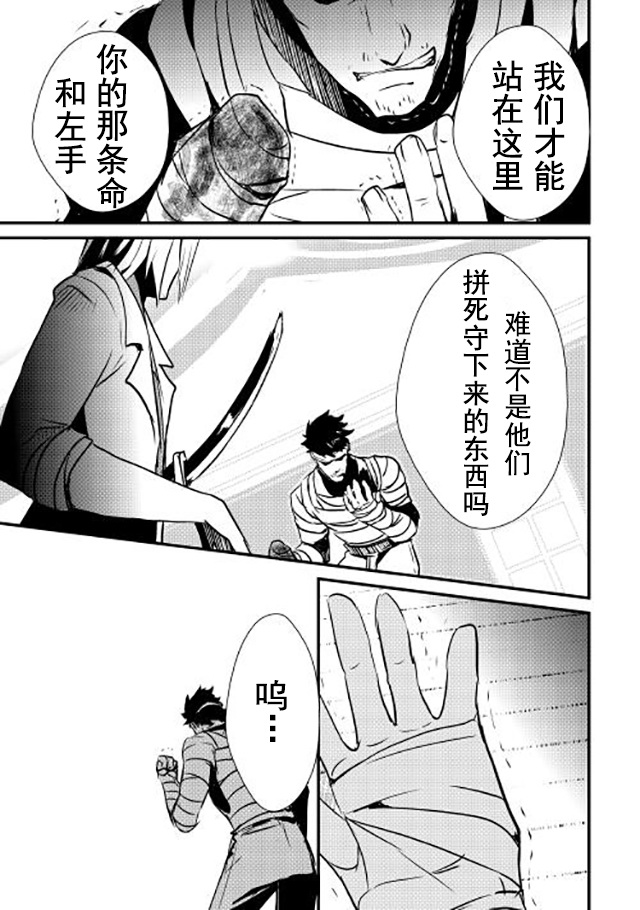 我们才能
站在这里
你的那条命
和左手
难道不是他们
拼死守下来的东西吗
呜…